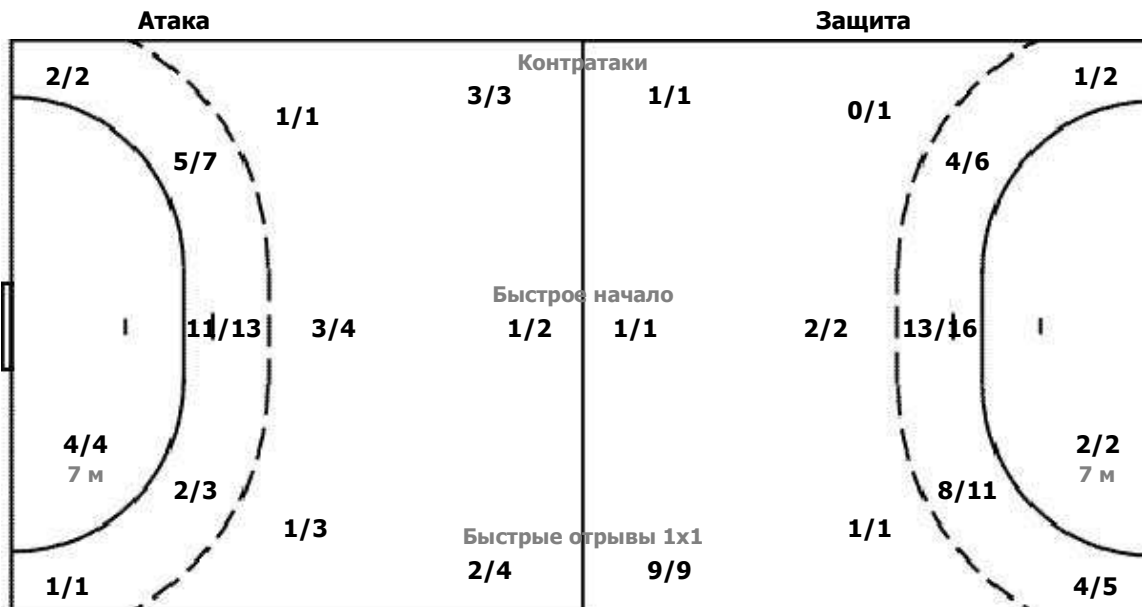 Атака Защита
Контратаки
2/2 1/1 3/3 1/1 0/1 1/2
5/7 4/6
Быстрое начало
11/13 3/4 1/2 1/1 2/2 13/16
4/4 2/2
7 м 7 м
2/3 8/11
1/3 Быстрые отрывы 1x1 1/1
1/1 2/4 9/9 4/5